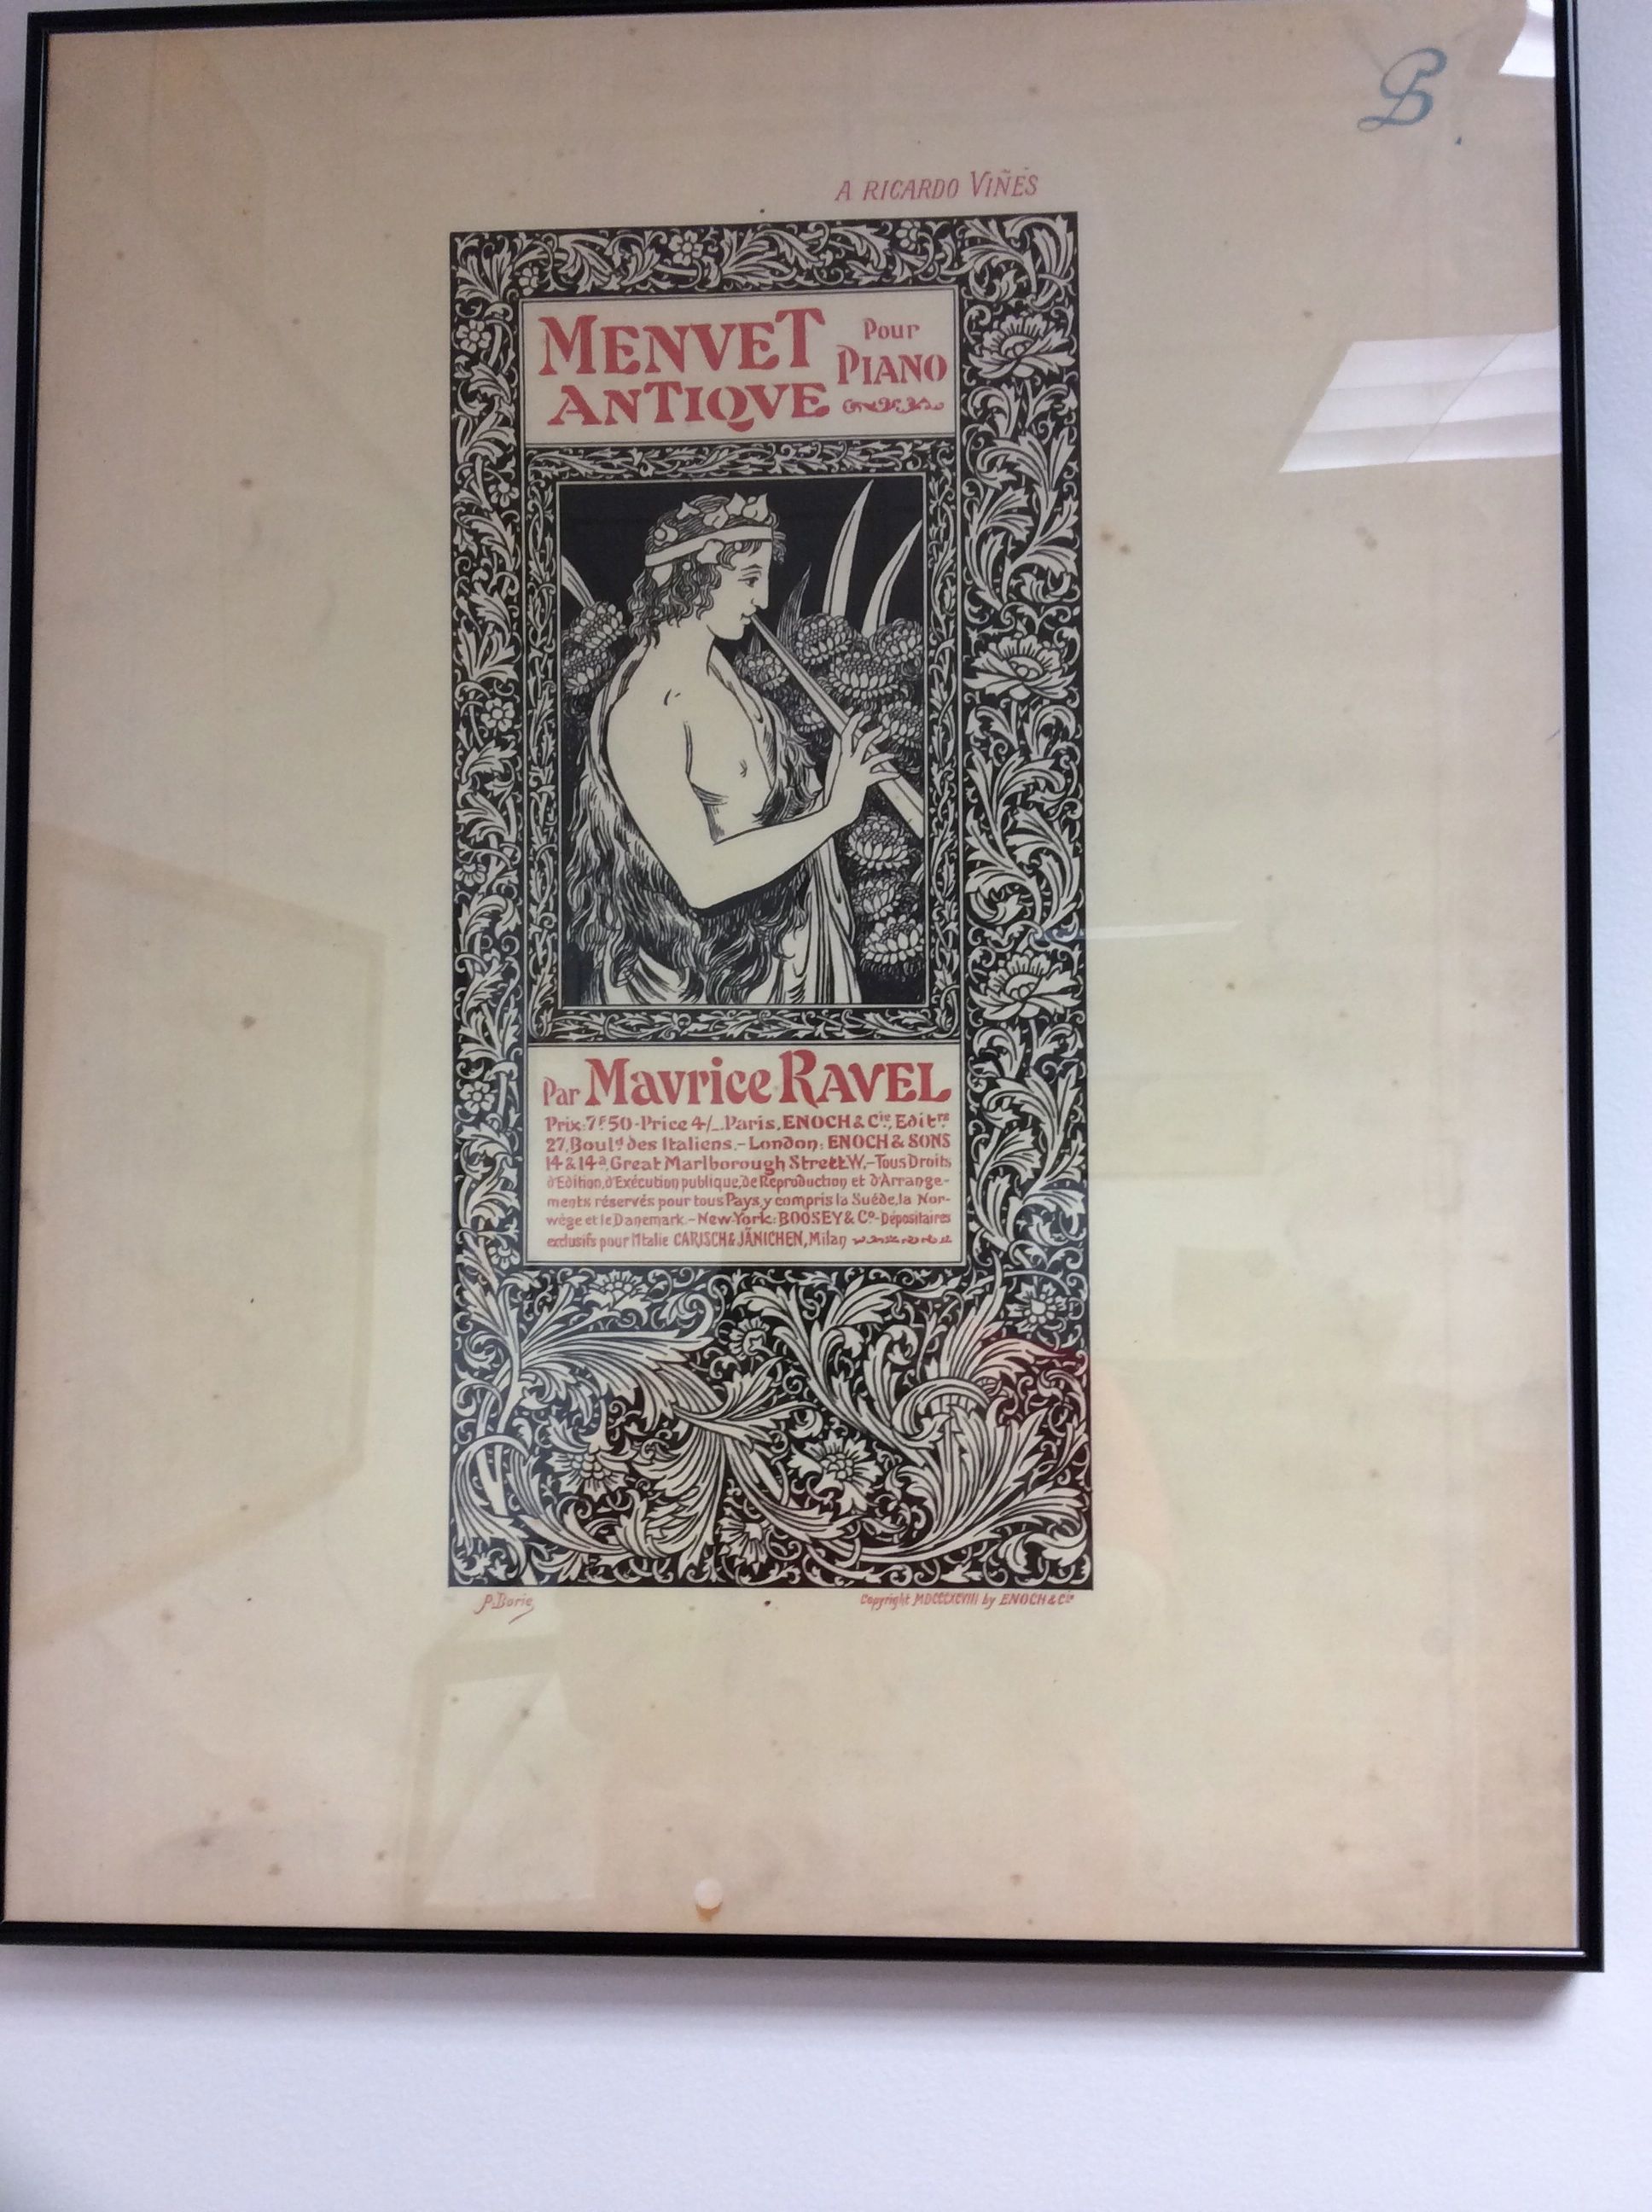 A RICARDO VIÑES
MENVET
ANTIQVE
Pour
PIANO
Par Mavrice RAVEL
Prix: 7f50 - Price 4/_ Paris, ENOCH & Cie, Editrs
27, Bould des Italiens. - London: ENOCH & SONS
14 & 14a, Great Marlborough Street W. - Tous Droits
d'Edition, d'Exécution publique, de Reproduction et d'Arrange-
ments réservés pour tous Pays, y compris la Suéde, la Nor-
wège et le Danemark. - New-York: BOOSEY & Co - Dépositaires
exclusifs pour l'Italie CARISCH & JÄNICHEN, Milan
P. Borie
Copyright MDCCCXCVIII by ENOCH & Cie